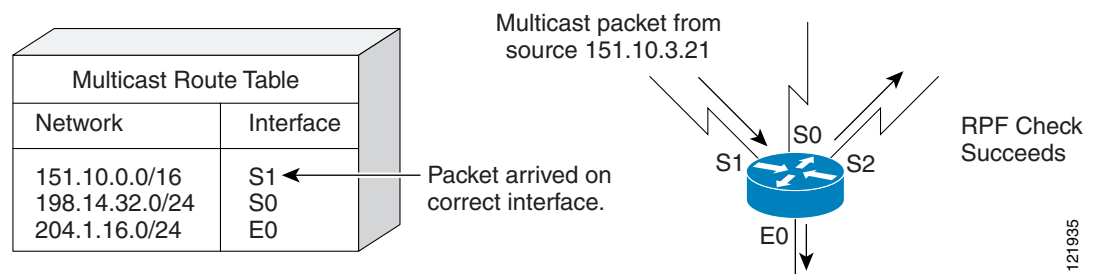 Multicast Route Table
Network Interface
151.10.0.0/16 S1
198.14.32.0/24 S0
204.1.16.0/24 E0
Packet arrived on
correct interface.
Multicast packet from
source 151.10.3.21
S0
S1
S2
E0
RPF Check
Succeeds
121935